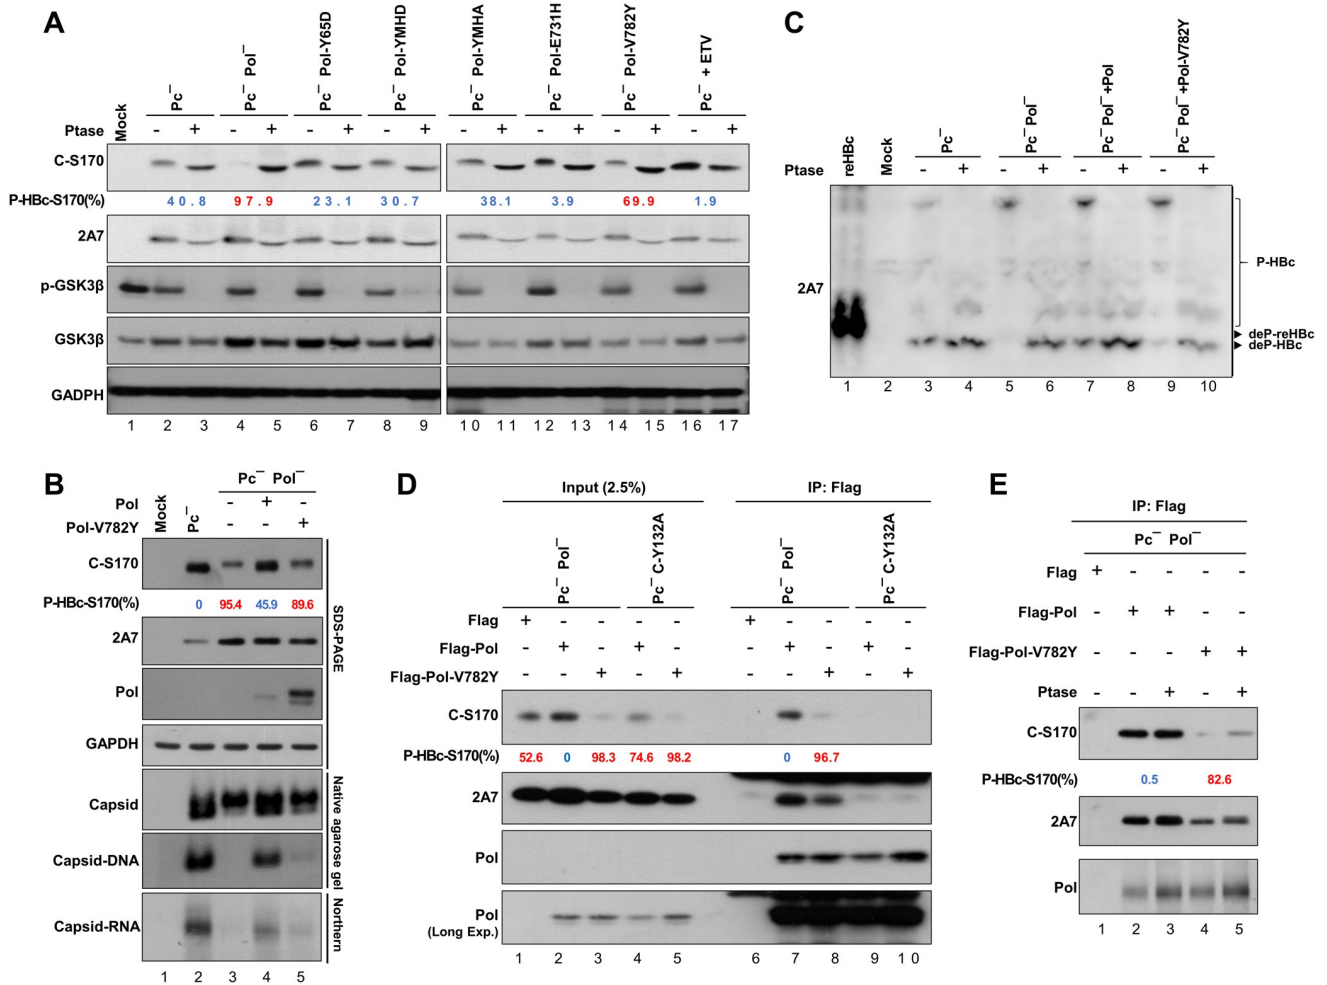 A
Mock
Pc⁻
Pc⁻ Pol⁻
Pc⁻ Pol-Y65D
Pc⁻ Pol-YMHD
Pc⁻ Pol-YMHA
Pc⁻ Pol-E731H
Pc⁻ Pol-V782Y
Pc⁻ + ETV
Ptase - + - + - + - + - + - + - + - +
C-S170
P-HBc-S170(%) 40.8 97.9 23.1 30.7 38.1 3.9 69.9 1.9
2A7
p-GSK3β
GSK3β
GADPH
1 2 3 4 5 6 7 8 9 10 11 12 13 14 15 16 17
C
reHBc
Mock
Pc⁻
Pc⁻ Pol⁻
Pc⁻ Pol⁻+Pol
Pc⁻ Pol⁻+Pol-V782Y
Ptase - + - + - + - +
2A7
P-HBc
deP-reHBc
deP-HBc
1 2 3 4 5 6 7 8 9 10
B
Pc⁻ Pol⁻
Mock
Pc⁻
Pol - + -
Pol-V782Y - - +
C-S170
P-HBc-S170(%) 0 95.4 45.9 89.6
2A7
Pol
GAPDH
Capsid
Capsid-DNA
Capsid-RNA
SDS-PAGE
Native agarose gel
Northern
1 2 3 4 5
D
Input (2.5%) IP: Flag
Pc⁻ Pol⁻
Pc⁻ C-Y132A
Pc⁻ Pol⁻
Pc⁻ C-Y132A
Flag + - - - - + - - - -
Flag-Pol - + - + - - + - + -
Flag-Pol-V782Y - - + - + - - + - +
C-S170
P-HBc-S170(%) 52.6 0 98.3 74.6 98.2 0 96.7
2A7
Pol
Pol
(Long Exp.)
1 2 3 4 5 6 7 8 9 10
E
IP: Flag
Pc⁻ Pol⁻
Flag + - - - -
Flag-Pol - + + - -
Flag-Pol-V782Y - - - + +
Ptase - - + - +
C-S170
P-HBc-S170(%) 0.5 82.6
2A7
Pol
1 2 3 4 5